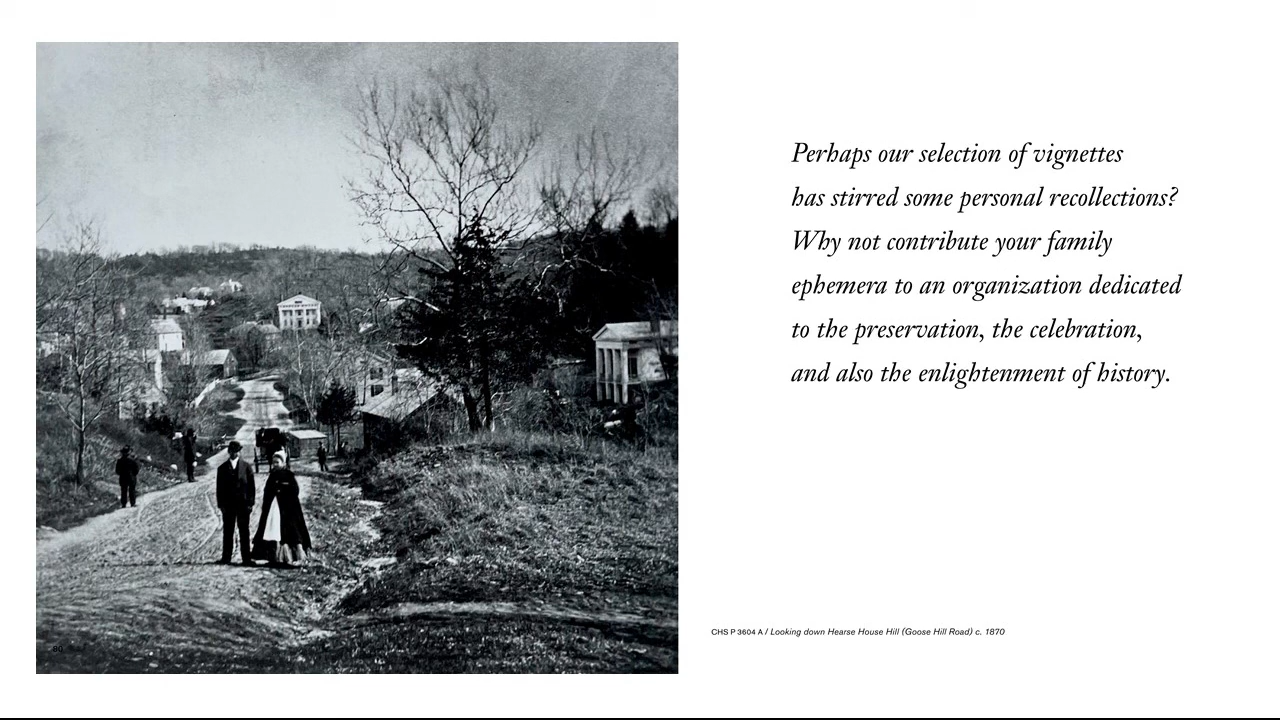 Perhaps our selection of vignettes
has stirred some personal recollections?
Why not contribute your family
ephemera to an organization dedicated
to the preservation, the celebration,
and also the enlightenment of history.
CHS P 3604 A / Looking down Hearse House Hill (Goose Hill Road) c. 1870
80